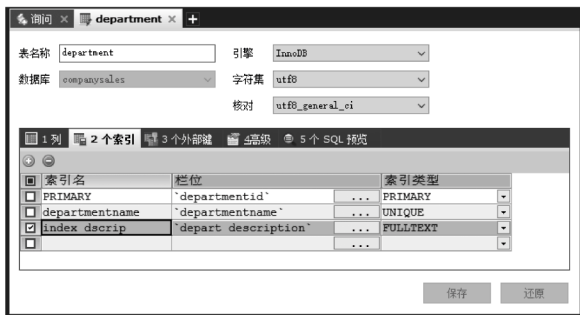 询问 × department × +
表名称 department 引擎 InnoDB
数据库 companysales 字符集 utf8
核对 utf8_general_ci
1 列 2 个索引 3 个外部键 4高级 5 个 SQL 预览
索引名 栏位 索引类型
PRIMARY `departmentid` ... PRIMARY
departmentname `departmentname` ... UNIQUE
index dscrip `depart description` ... FULLTEXT
...
保存 还原